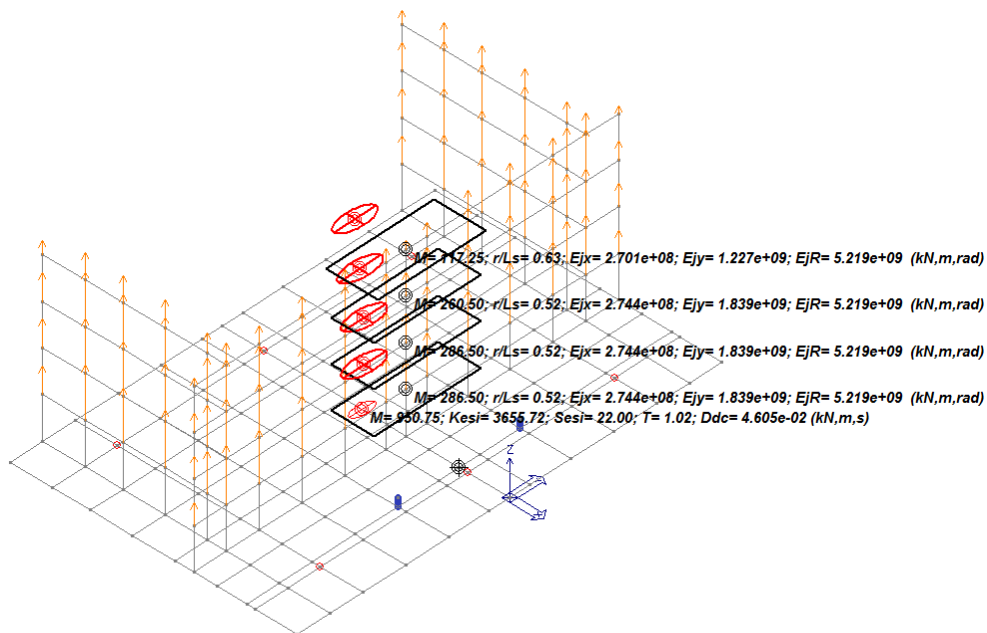 M= 117.25; r/Ls= 0.63; Ejx= 2.701e+08; Ejy= 1.227e+09; EjR= 5.219e+09 (kN,m,rad)
M= 260.50; r/Ls= 0.52; Ejx= 2.744e+08; Ejy= 1.839e+09; EjR= 5.219e+09 (kN,m,rad)
M= 286.50; r/Ls= 0.52; Ejx= 2.744e+08; Ejy= 1.839e+09; EjR= 5.219e+09 (kN,m,rad)
M= 286.50; r/Ls= 0.52; Ejx= 2.744e+08; Ejy= 1.839e+09; EjR= 5.219e+09 (kN,m,rad)
M= 950.75; Kesi= 3655.72; Sesi= 22.00; T= 1.02; Ddc= 4.605e-02 (kN,m,s)
Z